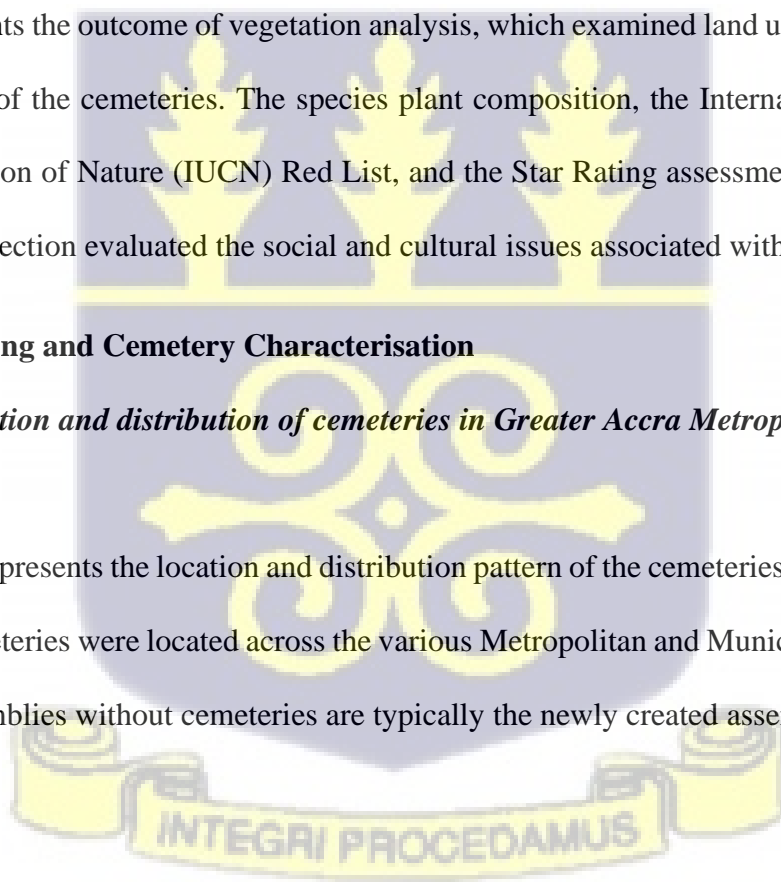 nts the outcome of vegetation analysis, which examined land u
of the cemeteries. The species plant composition, the Interna
ion of Nature (IUCN) Red List, and the Star Rating assessme
ection evaluated the social and cultural issues associated with
ng and Cemetery Characterisation
tion and distribution of cemeteries in Greater Accra Metrop
presents the location and distribution pattern of the cemeteries
eteries were located across the various Metropolitan and Munic
mblies without cemeteries are typically the newly created asse
INTEGRI PROCEDAMUS